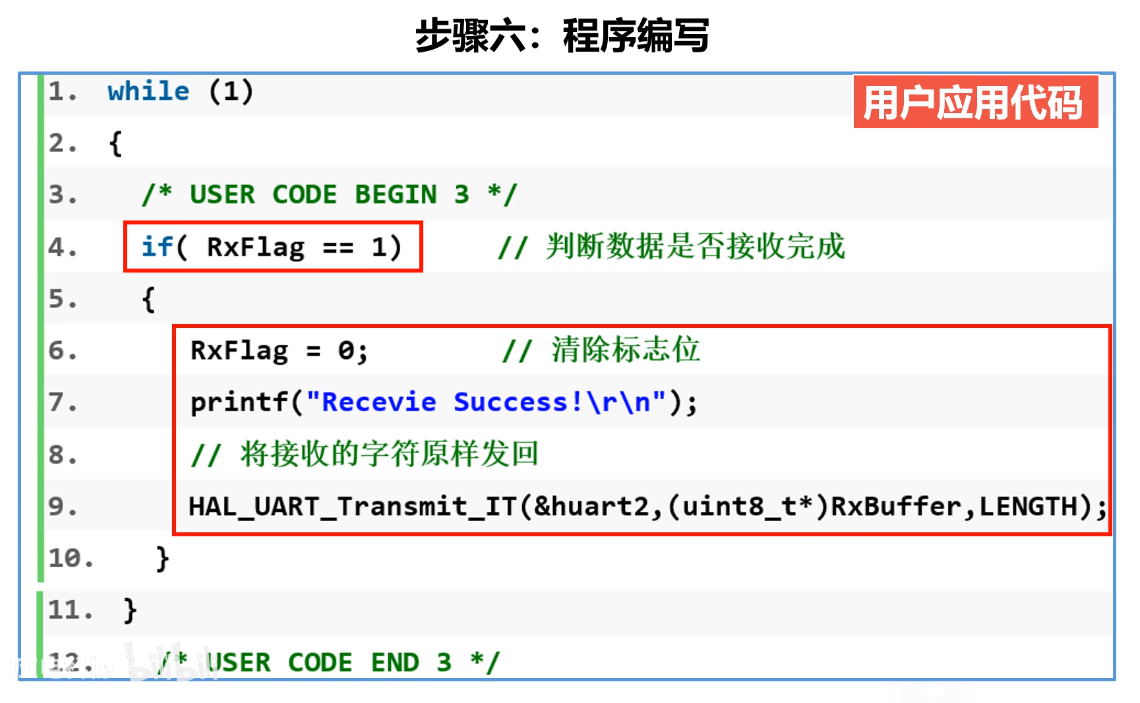 步骤六：程序编写
用户应用代码
1. while (1)
2. {
3. /* USER CODE BEGIN 3 */
4. if( RxFlag == 1) // 判断数据是否接收完成
5. {
6. RxFlag = 0; // 清除标志位
7. printf("Recevie Success!\r\n");
8. // 将接收的字符原样发回
9. HAL_UART_Transmit_IT(&huart2,(uint8_t*)RxBuffer,LENGTH);
10. }
11. }
12. /* USER CODE END 3 */
bilibili